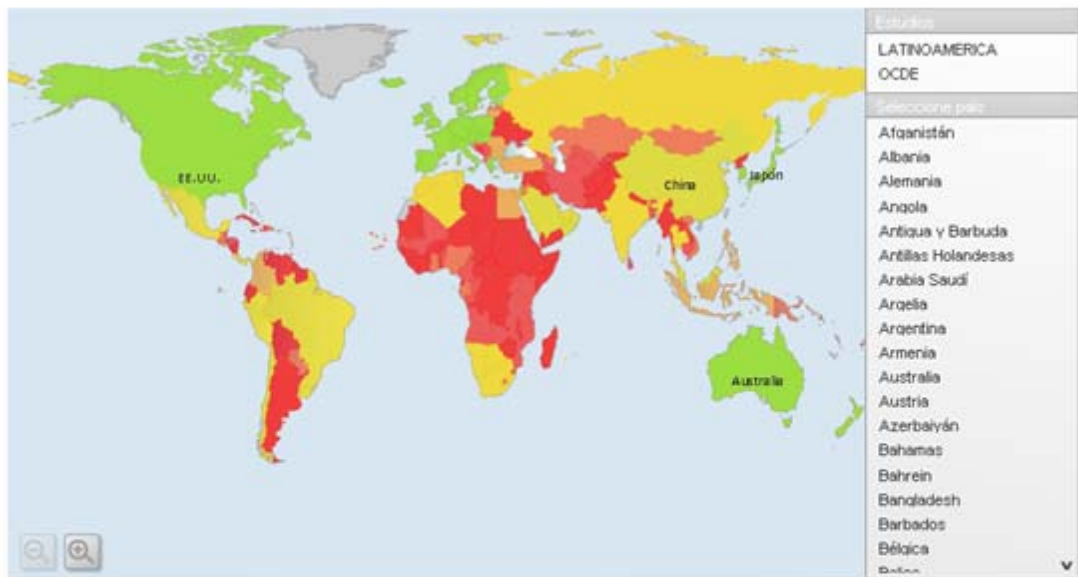 Estudios
LATINOAMERICA
OCDE
Seleccione país
Afganistán
Albania
Alemania
Angola
Antigua y Barbuda
Antillas Holandesas
Arabia Saudí
Argelia
Argentina
Armenia
Australia
Austria
Azerbaiyán
Bahamas
Bahrein
Bangladesh
Barbados
Bélgica
EE.UU.
China
Japón
Australia